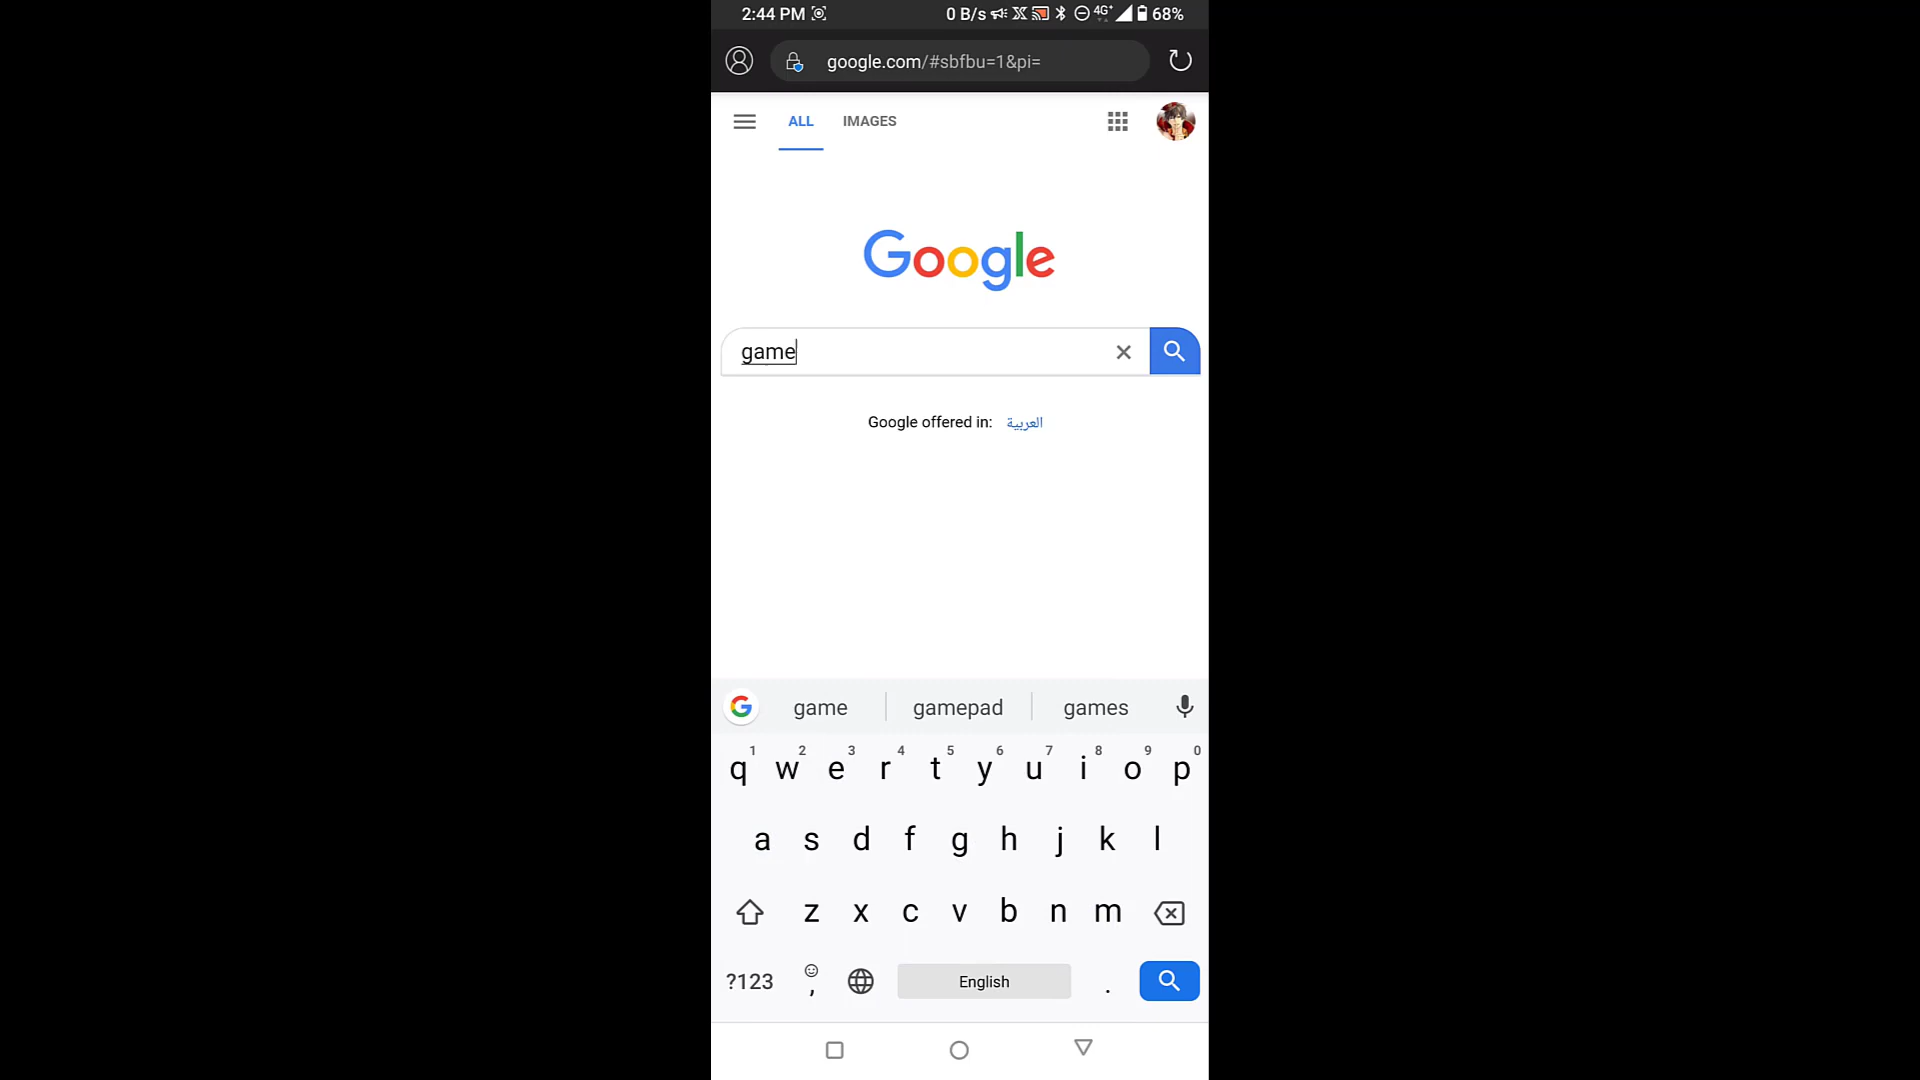 2:44 PM 0 B/s 4G+ 68%
google.com/#sbfbu=1&pi=
ALL IMAGES
Google
game
Google offered in: العربية
G game gamepad games
1 2 3 4 5 6 7 8 9 0
q w e r t y u i o p
a s d f g h j k l
z x c v b n m
?123 , English .